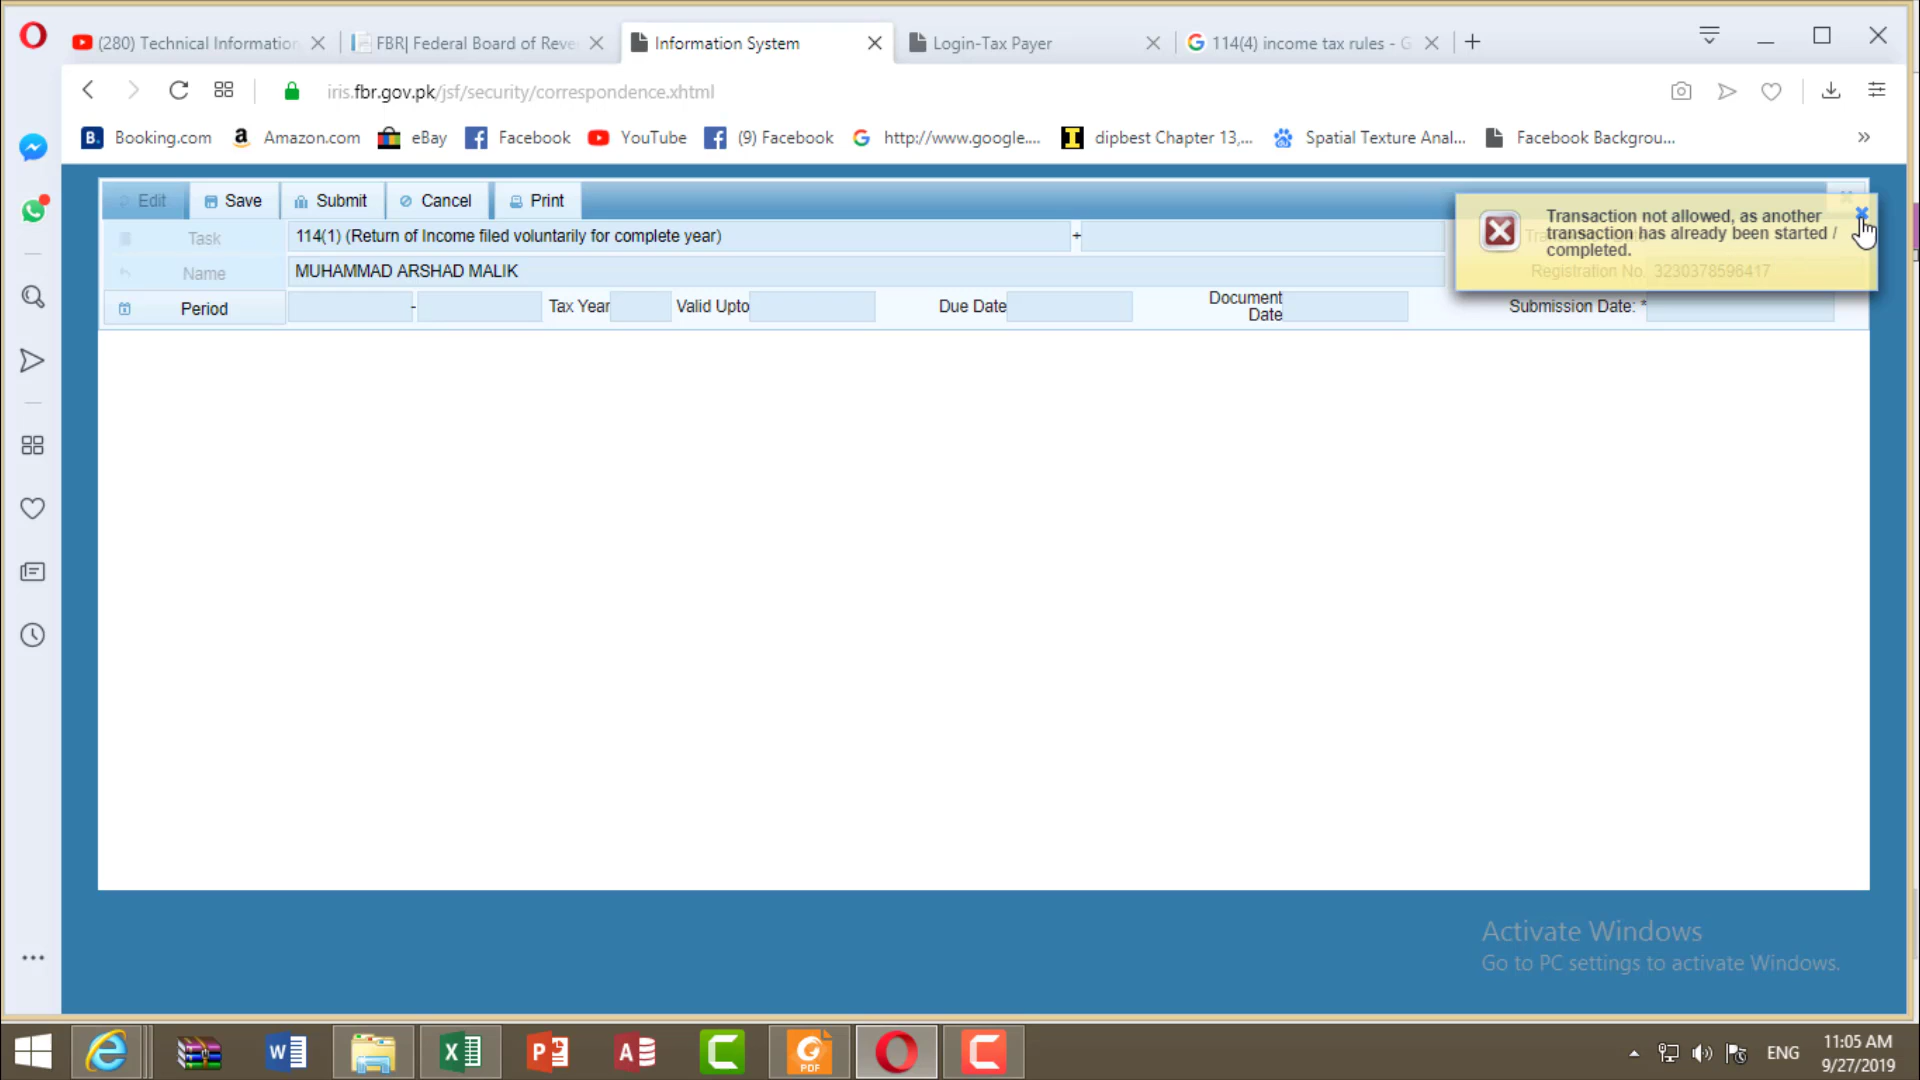 (280) Technical Information
FBR| Federal Board of Reve
Information System
Login-Tax Payer
114(4) income tax rules - G
iris.fbr.gov.pk/jsf/security/correspondence.xhtml
B. Booking.com
a Amazon.com
eBay
Facebook
YouTube
(9) Facebook
http://www.google....
dipbest Chapter 13,...
Spatial Texture Anal...
Facebook Backgrou...
»
Edit
Save
Submit
Cancel
Print
Transaction not allowed, as another
transaction has already been started /
completed.
Task
114(1) (Return of Income filed voluntarily for complete year)
+
Name
MUHAMMAD ARSHAD MALIK
Registration No. 3230378596417
Period
-
Tax Year
Valid Upto
Due Date
Document
Date
Submission Date: *
Activate Windows
Go to PC settings to activate Windows.
ENG
11:05 AM
9/27/2019